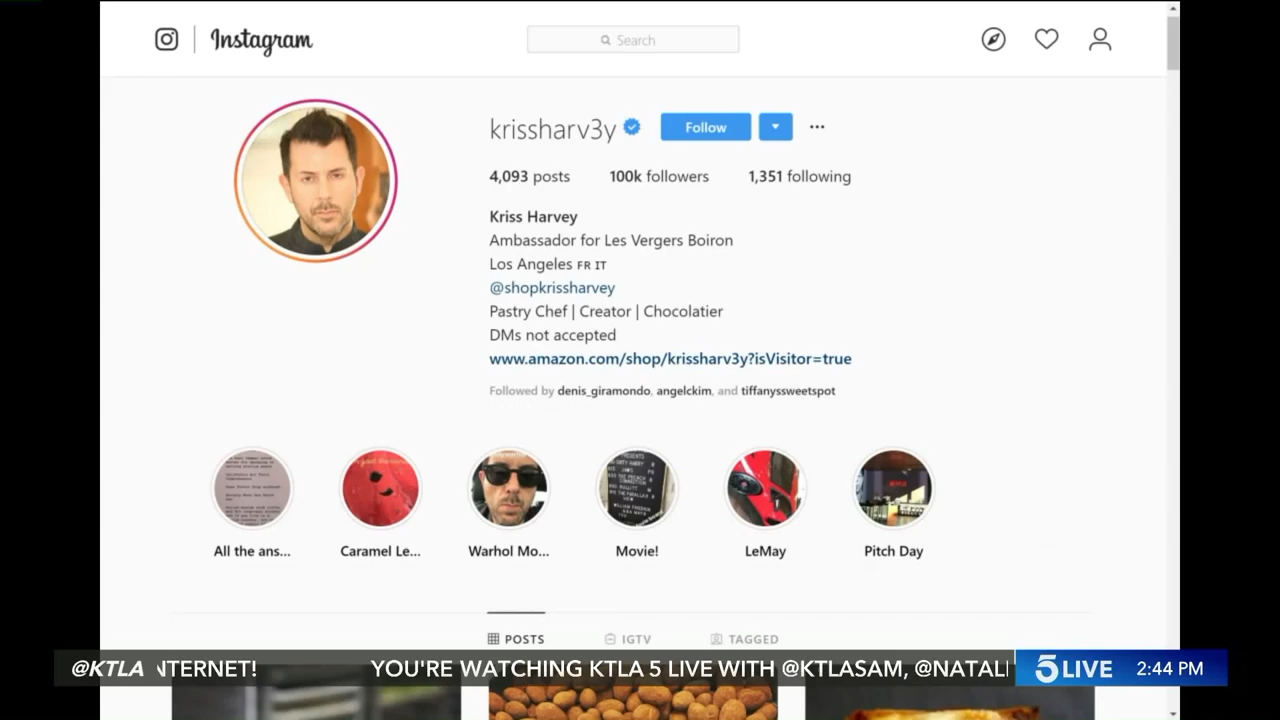 Instagram
Search
krissharv3y
Follow
4,093 posts 100k followers 1,351 following
Kriss Harvey
Ambassador for Les Vergers Boiron
Los Angeles FR IT
@shopkrissharvey
Pastry Chef | Creator | Chocolatier
DMs not accepted
www.amazon.com/shop/krissharv3y?isVisitor=true
Followed by denis_giramondo, angelckim, and tiffanyssweetspot
All the ans... Caramel Le... Warhol Mo... Movie! LeMay Pitch Day
POSTS IGTV TAGGED
@KTLA NTERNET! YOU'RE WATCHING KTLA 5 LIVE WITH @KTLASAM, @NATALI 5 LIVE 2:44 PM